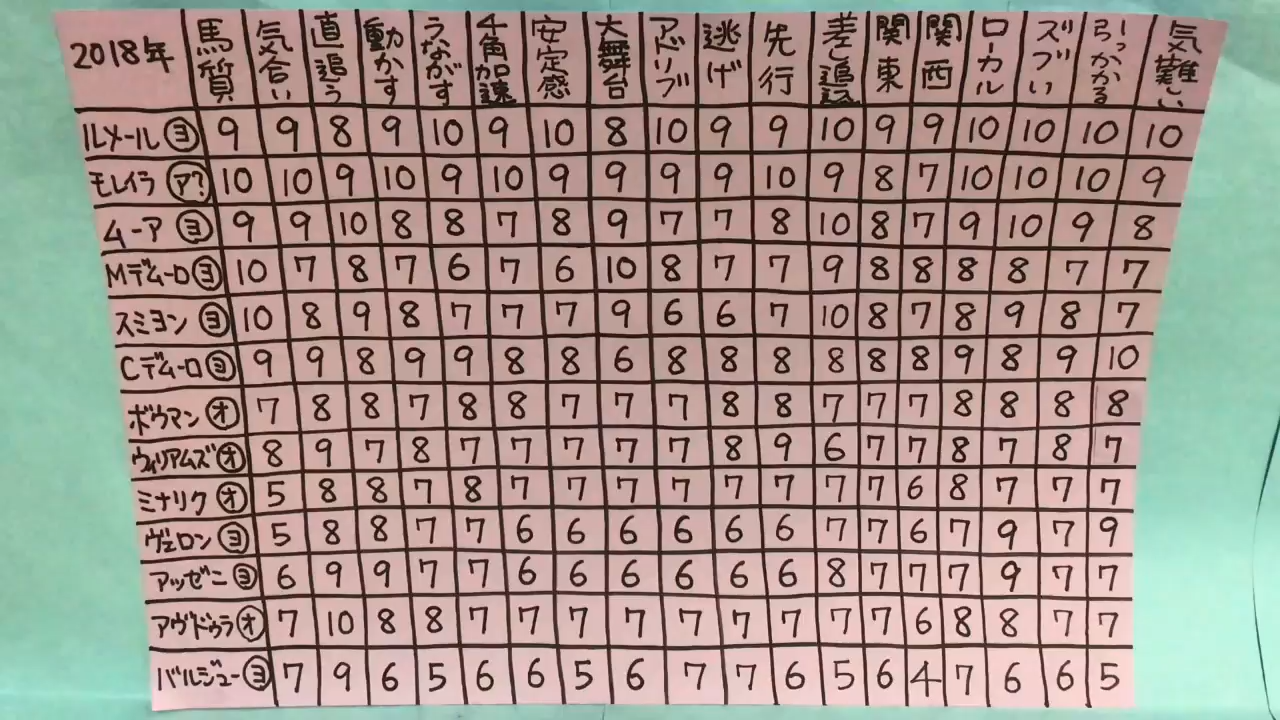 2018年 馬質 気合い 直追う 動かす うながす 4角加速 安定感 大舞台 アドリブ 逃げ 先行 差し追込 関東 関西 ローカル ズブい ひっかかる 気難しい
ルメール ヨ 9 9 8 9 10 9 10 8 10 9 9 10 9 9 10 10 10 10
モレイラ ア? 10 10 9 10 9 10 9 9 9 9 10 9 8 7 10 10 10 9
ムーア ヨ 9 9 10 8 8 7 8 9 7 7 8 10 8 7 9 10 9 8
Mデムーロ ヨ 10 7 8 7 6 7 6 10 8 7 7 9 8 8 8 8 7 7
スミヨン ヨ 10 8 9 8 7 7 7 9 6 6 7 10 8 7 8 9 8 7
Cデムーロ ヨ 9 9 8 9 9 8 8 6 8 8 8 8 8 8 9 8 9 10
ボウマン オ 7 8 8 7 8 8 7 7 7 8 8 7 7 7 8 8 8 8
ウィリアムズ オ 8 9 7 8 7 7 7 7 7 8 9 6 7 7 8 7 8 7
ミナリク オ 5 8 8 7 8 7 7 7 7 7 7 7 7 6 8 7 7 7
ヴェロン ヨ 5 8 8 7 7 6 6 6 6 6 6 7 7 6 7 9 7 9
アッゼニ ヨ 6 9 9 7 7 6 6 6 6 6 6 8 7 7 7 9 7 7
アヴドゥラ オ 7 10 8 8 7 7 7 7 7 7 7 7 7 6 8 8 7 7
バルジュー ヨ 7 9 6 5 6 6 5 6 7 7 6 5 6 4 7 6 6 5